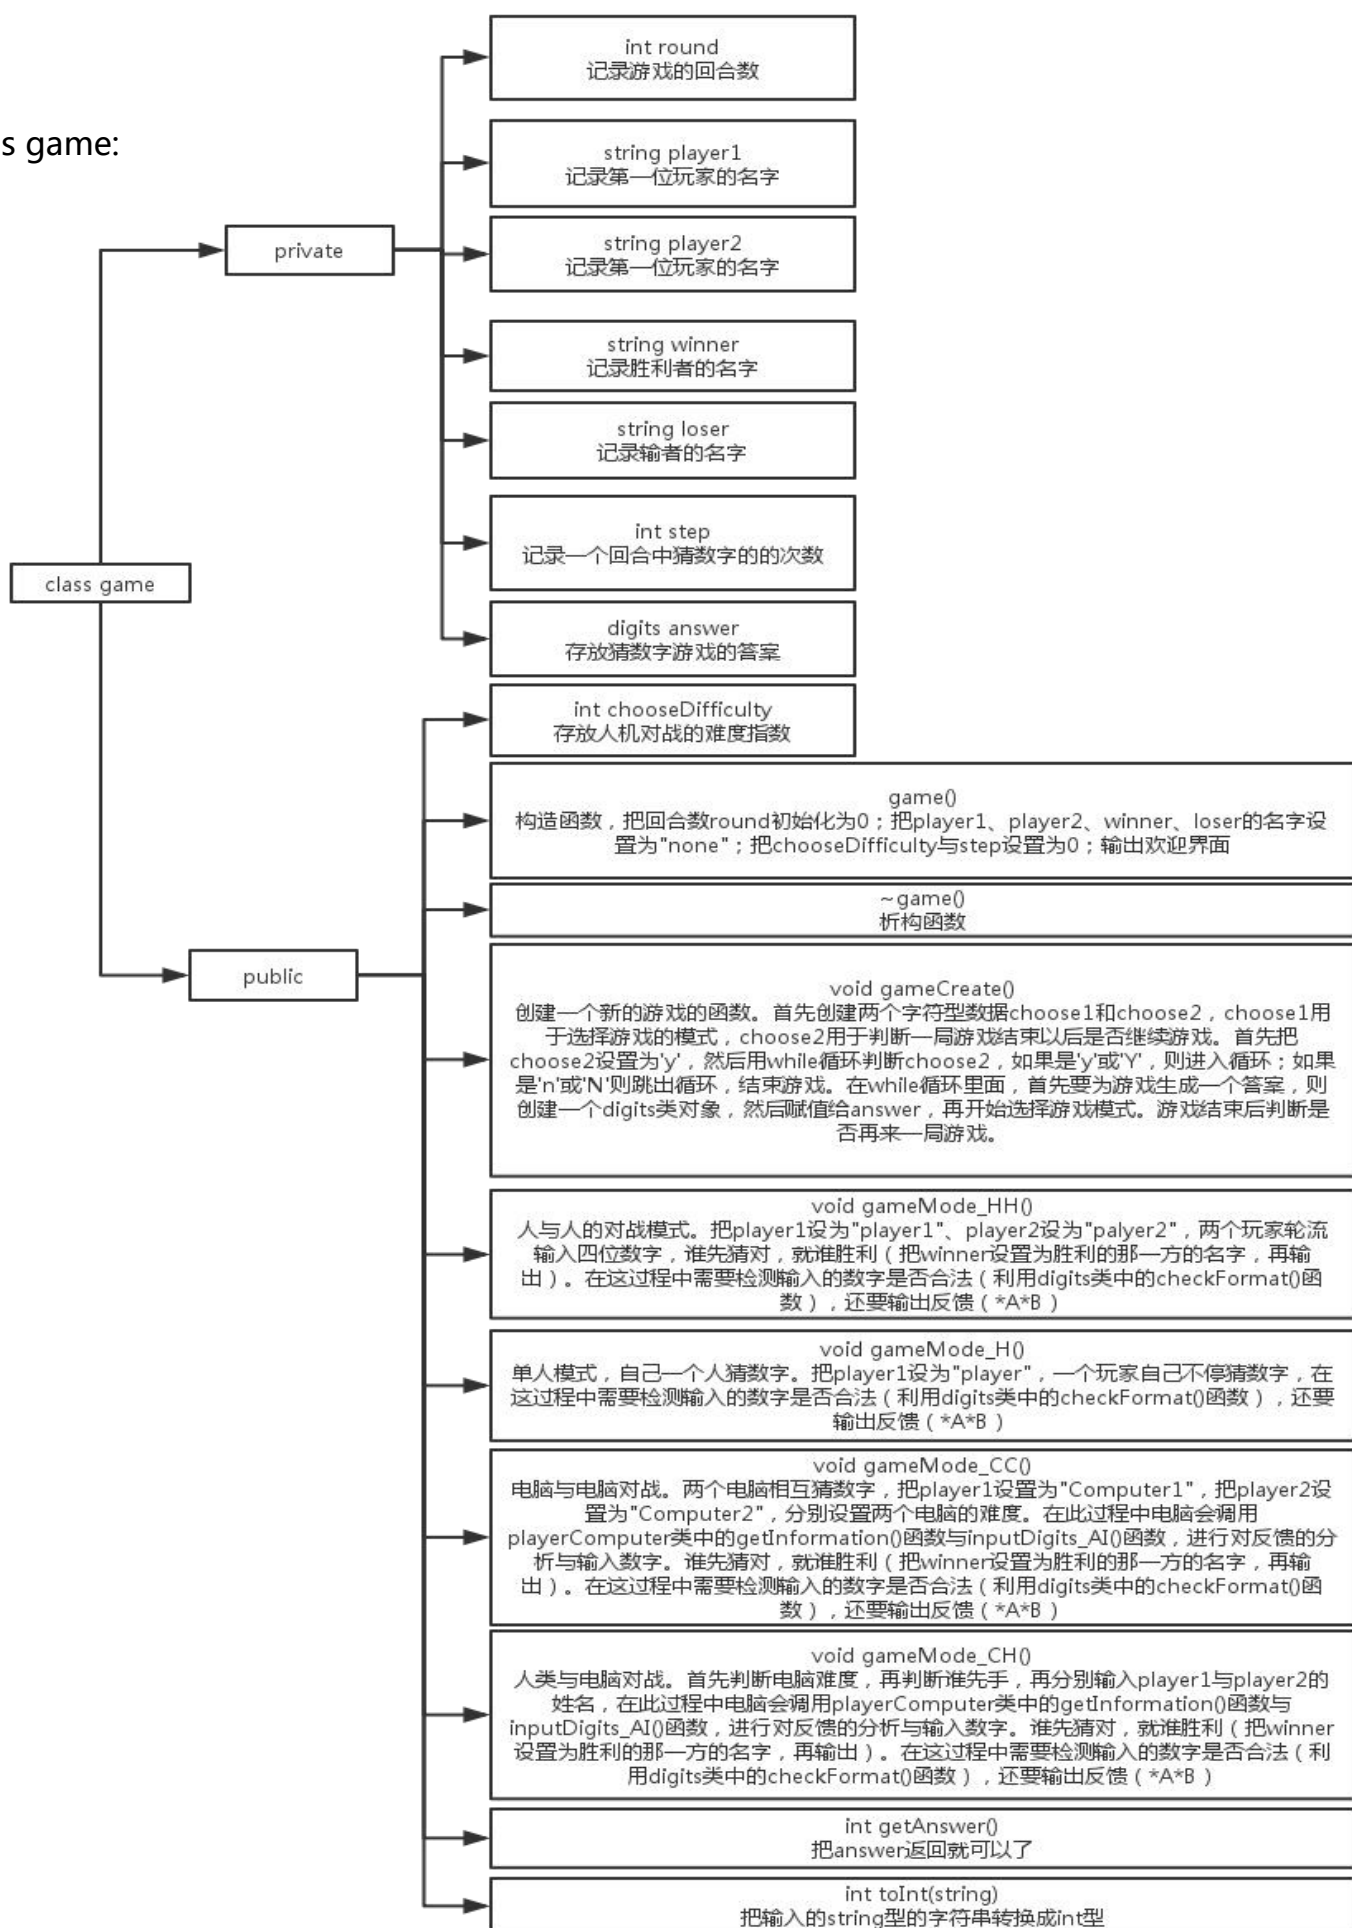 s game:
class game
private
int round
记录游戏的回合数
string player1
记录第一位玩家的名字
string player2
记录第一位玩家的名字
string winner
记录胜利者的名字
string loser
记录输者的名字
int step
记录一个回合中猜数字的的次数
digits answer
存放猜数字游戏的答案
public
int chooseDifficulty
存放人机对战的难度指数
game()
构造函数，把回合数round初始化为0；把player1、player2、winner、loser的名字设
置为"none"；把chooseDifficulty与step设置为0；输出欢迎界面
~game()
析构函数
void gameCreate()
创建一个新的游戏的函数。首先创建两个字符型数据choose1和choose2，choose1用
于选择游戏的模式，choose2用于判断一局游戏结束以后是否继续游戏。首先把
choose2设置为'y'，然后用while循环判断choose2，如果是'y'或'Y'，则进入循环；如果
是'n'或'N'则跳出循环，结束游戏。在while循环里面，首先要为游戏生成一个答案，则
创建一个digits类对象，然后赋值给answer，再开始选择游戏模式。游戏结束后判断是
否再来一局游戏。
void gameMode_HH()
人与人的对战模式。把player1设为"player1"、player2设为"palyer2"，两个玩家轮流
输入四位数字，谁先猜对，就谁胜利（把winner设置为胜利的那一方的名字，再输
出）。在这过程中需要检测输入的数字是否合法（利用digits类中的checkFormat()函
数），还要输出反馈（*A*B）
void gameMode_H()
单人模式，自己一个人猜数字。把player1设为"player"，一个玩家自己不停猜数字，在
这过程中需要检测输入的数字是否合法（利用digits类中的checkFormat()函数），还要
输出反馈（*A*B）
void gameMode_CC()
电脑与电脑对战。两个电脑相互猜数字，把player1设置为"Computer1"，把player2设
置为"Computer2"，分别设置两个电脑的难度。在此过程中电脑会调用
playerComputer类中的getInformation()函数与inputDigits_AI()函数，进行对反馈的分
析与输入数字。谁先猜对，就谁胜利（把winner设置为胜利的那一方的名字，再输
出）。在这过程中需要检测输入的数字是否合法（利用digits类中的checkFormat()函
数），还要输出反馈（*A*B）
void gameMode_CH()
人类与电脑对战。首先判断电脑难度，再判断谁先手，再分别输入player1与player2的
姓名，在此过程中电脑会调用playerComputer类中的getInformation()函数与
inputDigits_AI()函数，进行对反馈的分析与输入数字。谁先猜对，就谁胜利（把winner
设置为胜利的那一方的名字，再输出）。在这过程中需要检测输入的数字是否合法（利
用digits类中的checkFormat()函数），还要输出反馈（*A*B）
int getAnswer()
把answer返回就可以了
int toInt(string)
把输入的string型的字符串转换成int型